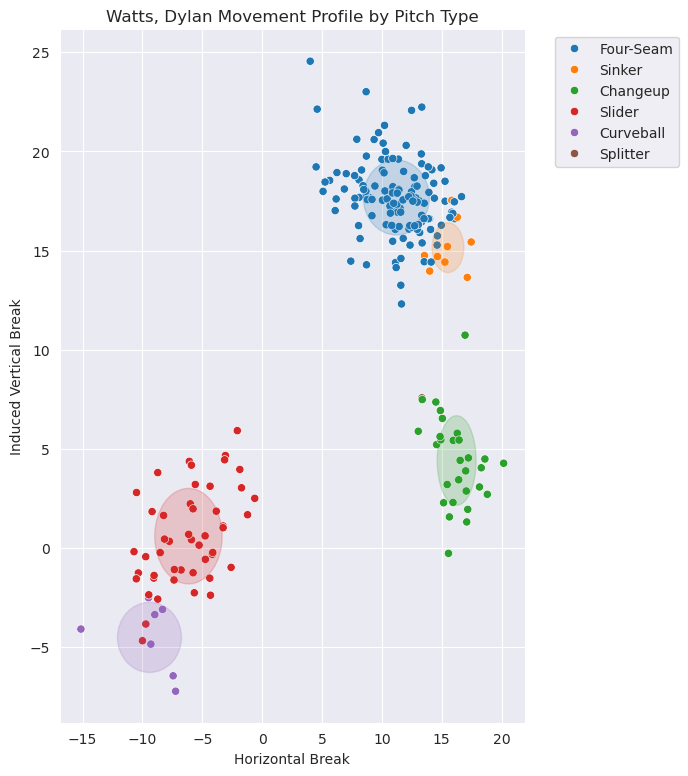 Watts, Dylan Movement Profile by Pitch Type
Induced Vertical Break
25
20
15
10
5
0
−5
−15
−10
−5
0
5
10
15
20
Horizontal Break
Four-Seam
Sinker
Changeup
Slider
Curveball
Splitter